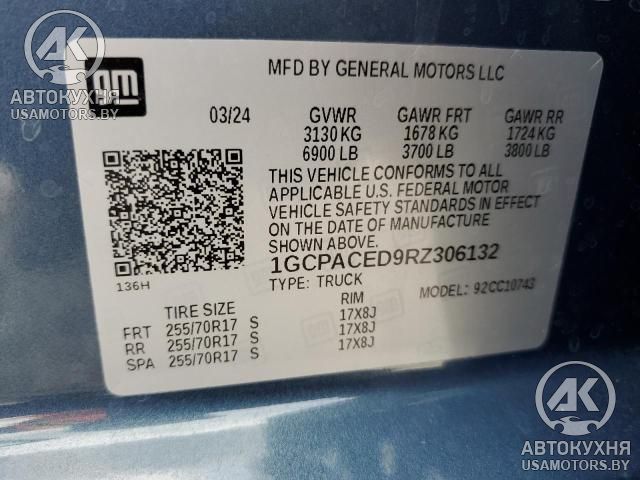 AK
АВТОКУХНЯ
USAMOTORS.BY
GM
MFD BY GENERAL MOTORS LLC
03/24 GVWR GAWR FRT GAWR RR
3130 KG 1678 KG 1724 KG
6900 LB 3700 LB 3800 LB
THIS VEHICLE CONFORMS TO ALL
APPLICABLE U.S. FEDERAL MOTOR
VEHICLE SAFETY STANDARDS IN EFFECT
ON THE DATE OF MANUFACTURE
SHOWN ABOVE.
136H
1GCPACED9RZ306132
TYPE: TRUCK MODEL: 92CC10743
TIRE SIZE RIM
FRT 255/70R17 S 17X8J
RR 255/70R17 S 17X8J
SPA 255/70R17 S 17X8J
AK
АВТОКУХНЯ
USAMOTORS.BY